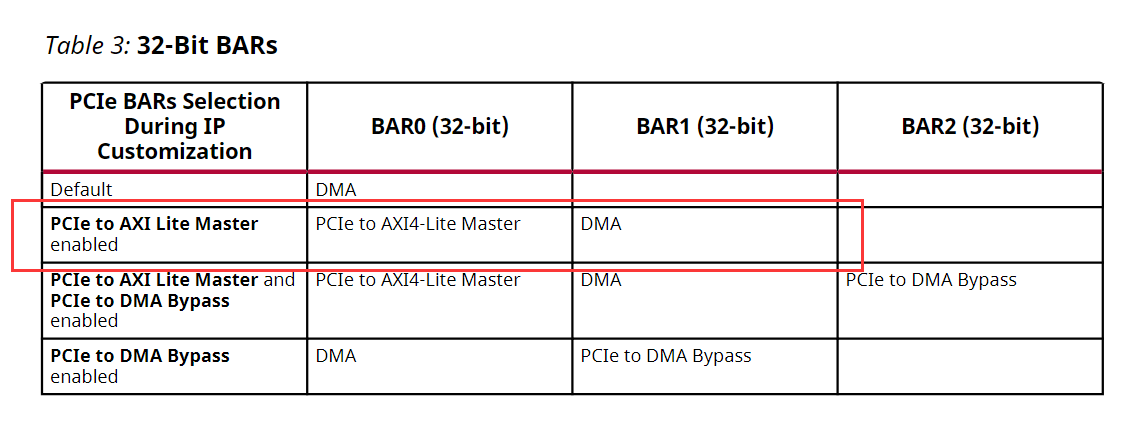 Table 3: 32-Bit BARs
PCIe BARs Selection
During IP
Customization
BAR0 (32-bit)
BAR1 (32-bit)
BAR2 (32-bit)
Default
DMA
PCIe to AXI Lite Master
enabled
PCIe to AXI4-Lite Master
DMA
PCIe to AXI Lite Master and
PCIe to DMA Bypass
enabled
PCIe to AXI4-Lite Master
DMA
PCIe to DMA Bypass
PCIe to DMA Bypass
enabled
DMA
PCIe to DMA Bypass